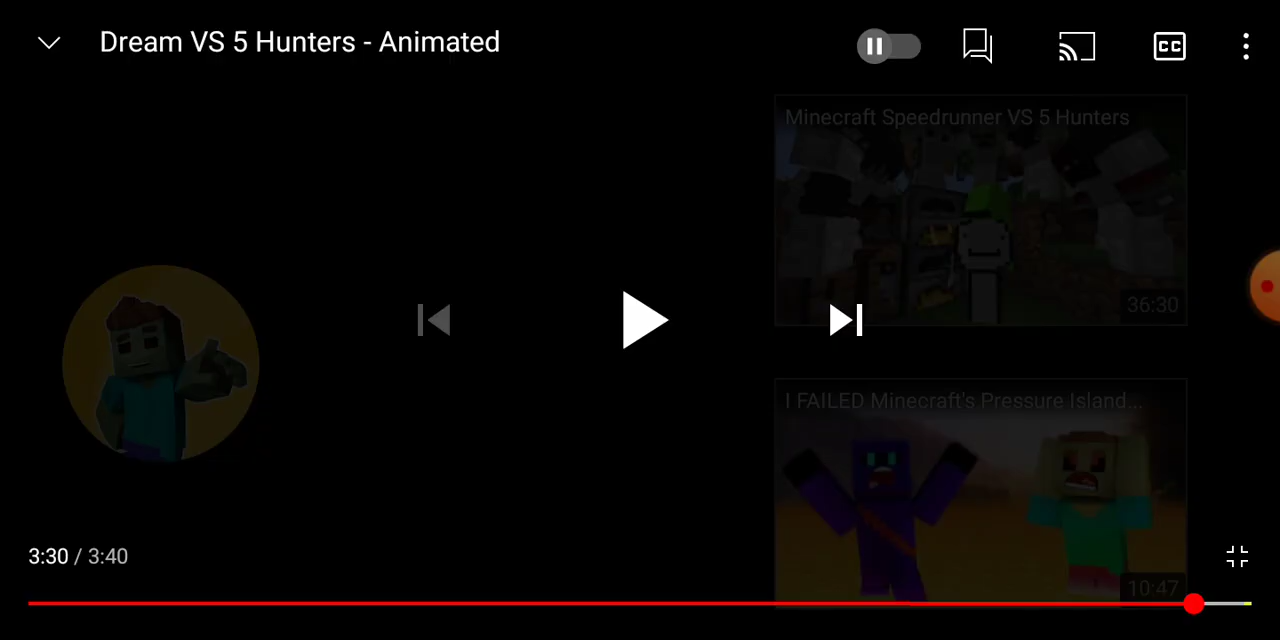 Dream VS 5 Hunters - Animated
CC
Minecraft Speedrunner VS 5 Hunters
36:30
I FAILED Minecraft's Pressure Island...
10:47
3:30 / 3:40